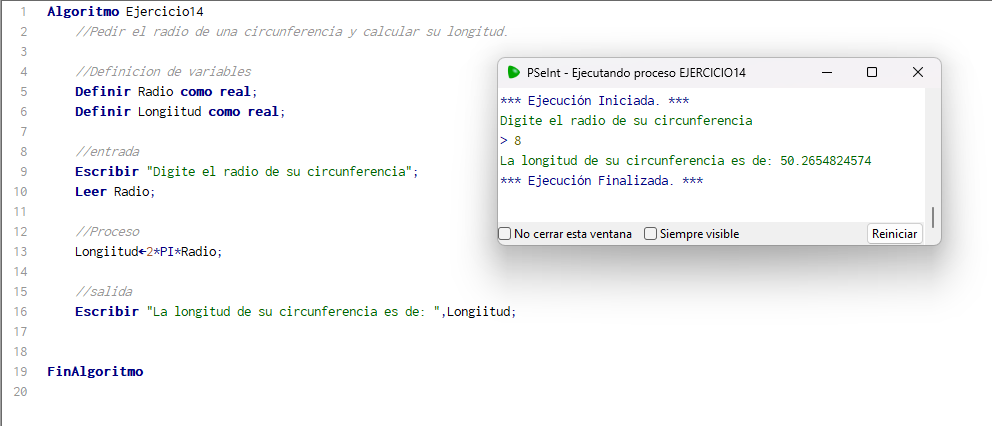 1 Algoritmo Ejercicio14
2 //Pedir el radio de una circunferencia y calcular su longitud.
3
4 //Definicion de variables
5 Definir Radio como real;
6 Definir Longiitud como real;
7
8 //entrada
9 Escribir "Digite el radio de su circunferencia";
10 Leer Radio;
11
12 //Proceso
13 Longiitud←2*PI*Radio;
14
15 //salida
16 Escribir "La longitud de su circunferencia es de: ",Longiitud;
17
18
19 FinAlgoritmo
20
PSeInt - Ejecutando proceso EJERCICIO14
*** Ejecución Iniciada. ***
Digite el radio de su circunferencia
> 8
La longitud de su circunferencia es de: 50.2654824574
*** Ejecución Finalizada. ***
No cerrar esta ventana Siempre visible Reiniciar